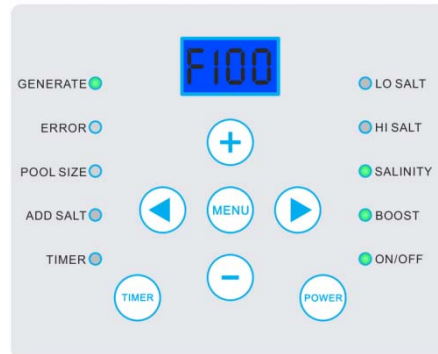 F100
GENERATE
ERROR
POOL SIZE
ADD SALT
TIMER
+
MENU
−
TIMER
POWER
LO SALT
HI SALT
SALINITY
BOOST
ON/OFF